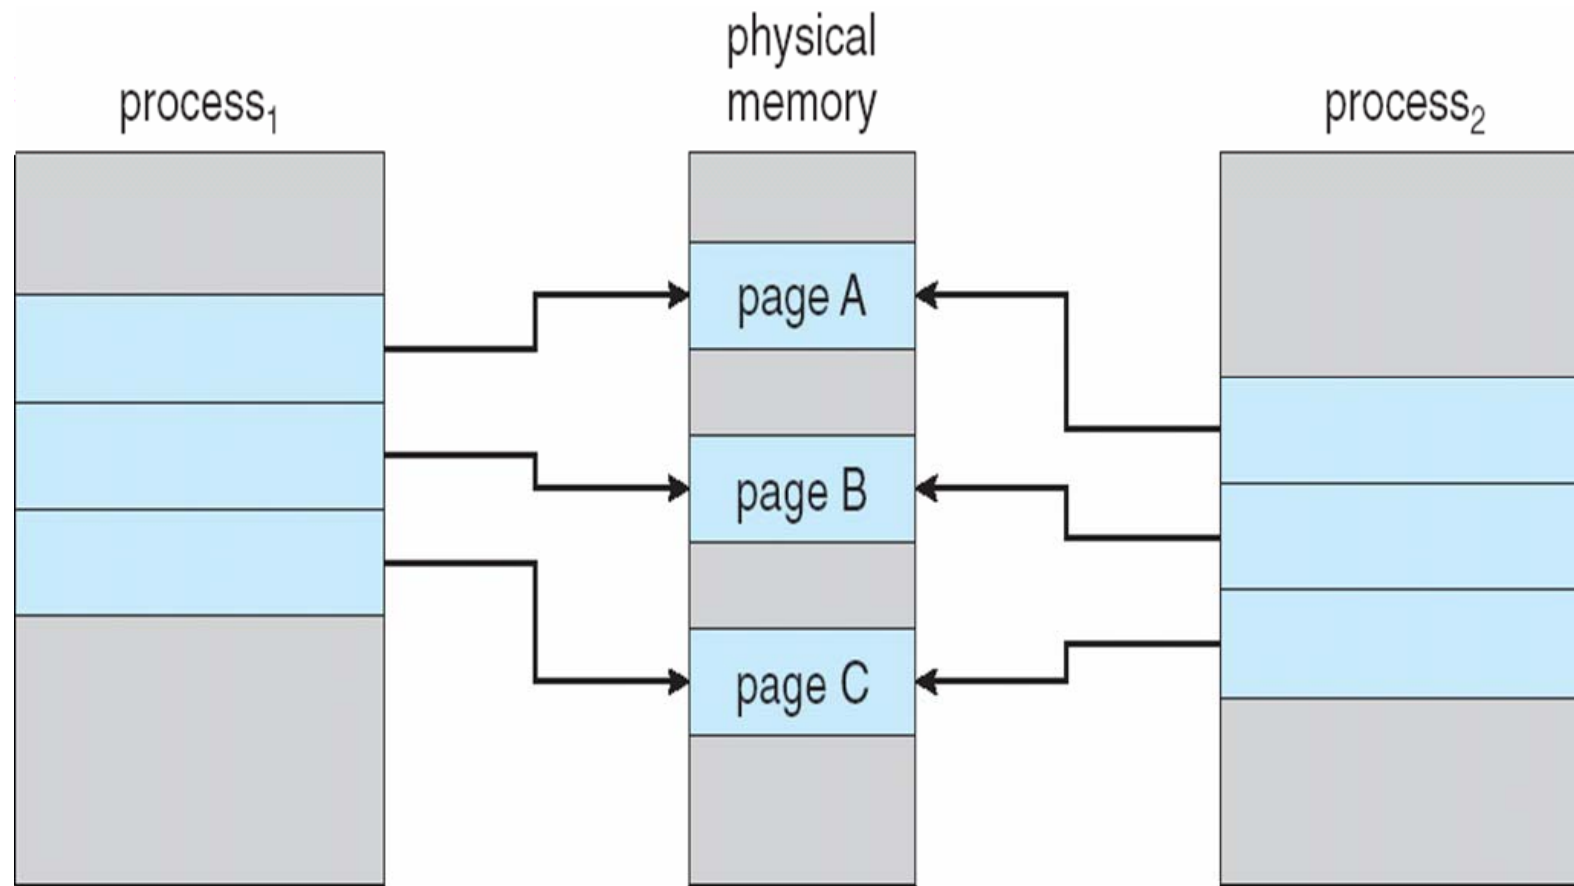 physical
memory
process₁
process₂
page A
page B
page C